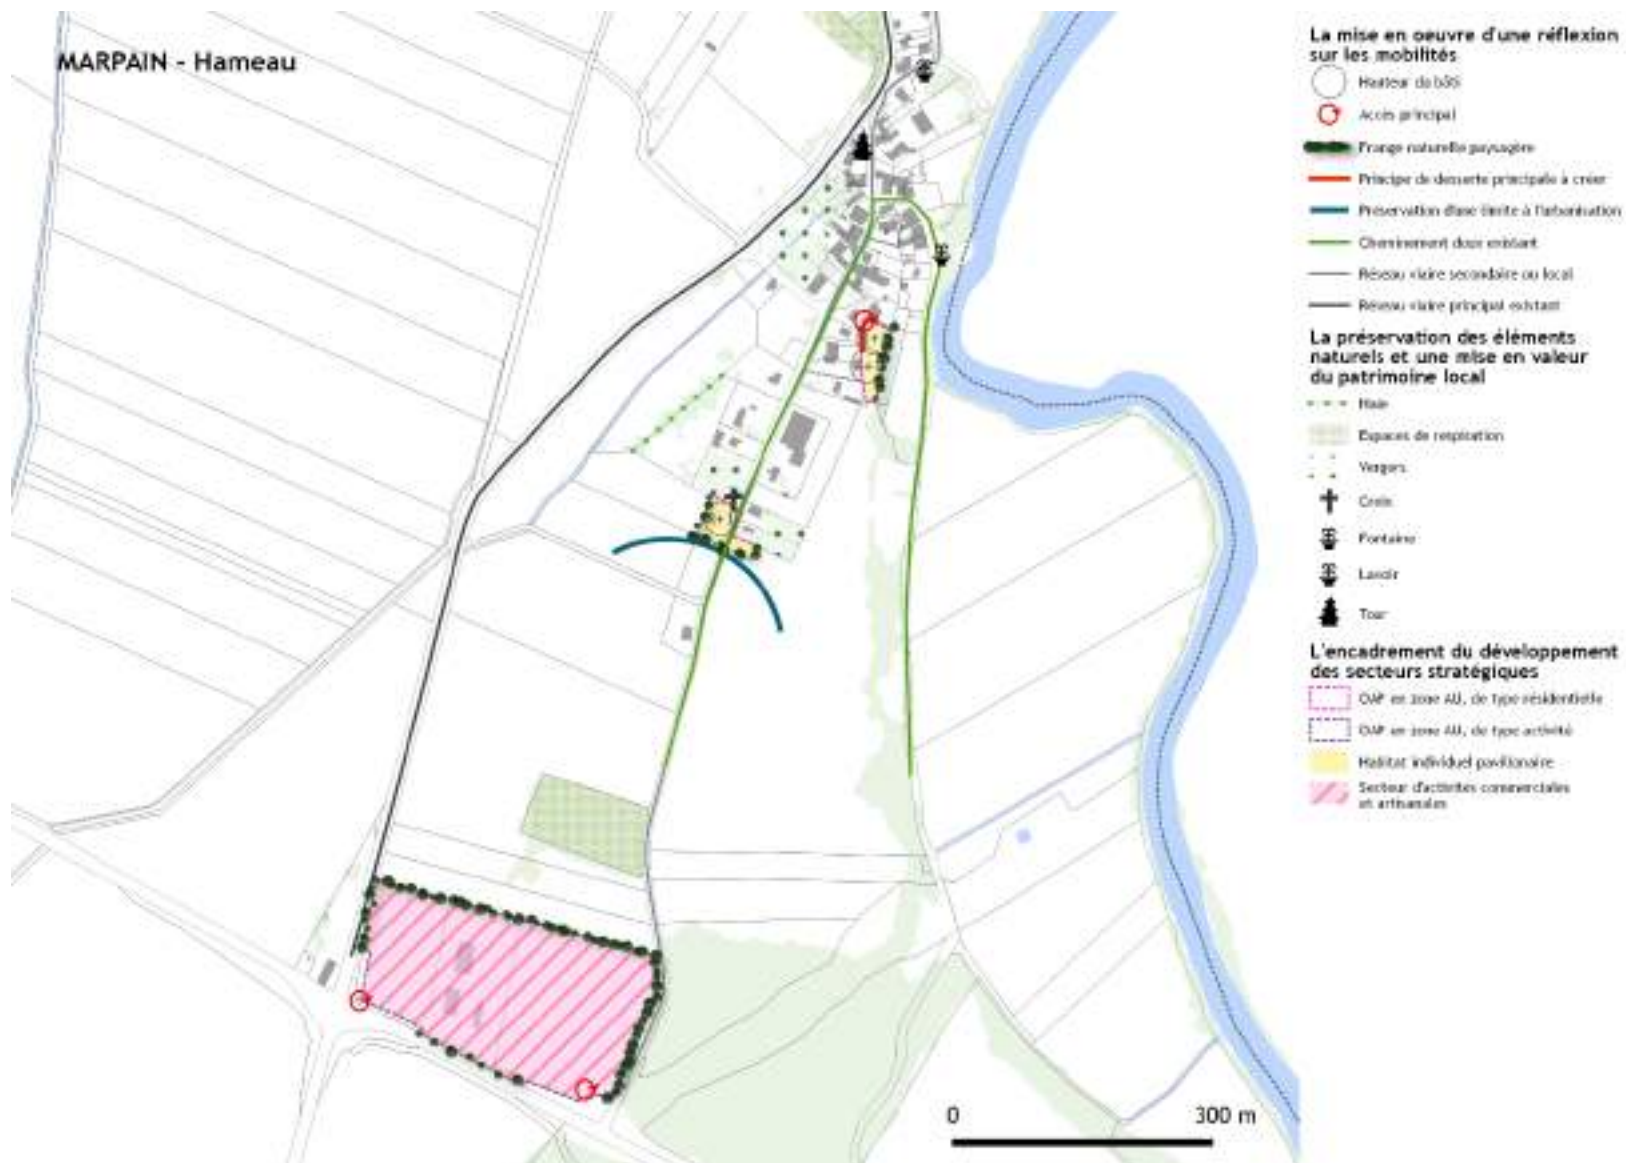 MARPAIN - Hameau
La mise en oeuvre d'une réflexion
sur les mobilités
Hauteur du bâti
Accès principal
Frange naturelle paysagère
Principe de desserte principale à créer
Préservation d'une limite à l'urbanisation
Cheminement doux existant
Réseau viaire secondaire ou local
Réseau viaire principal existant
La préservation des éléments
naturels et une mise en valeur
du patrimoine local
Haie
Espaces de respiration
Vergers
Croix
Fontaine
Lavoir
Tour
L'encadrement du développement
des secteurs stratégiques
OAP en zone AU, de type résidentielle
OAP en zone AU, de type activité
Habitat individuel pavillonaire
Secteur d'activités commerciales
et artisanales
0 300 m